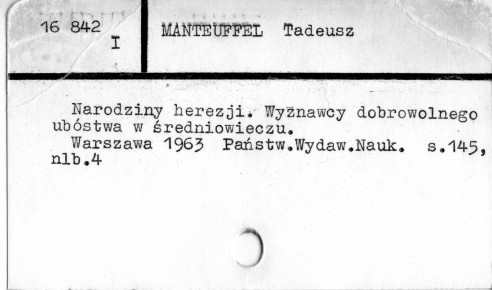 16 842
I
MANTEUFFEL Tadeusz
Narodziny herezji. Wyznawcy dobrowolnego
ubóstwa w średniowieczu.
Warszawa 1963 Państw.Wydaw.Nauk. s.145,
nlb.4